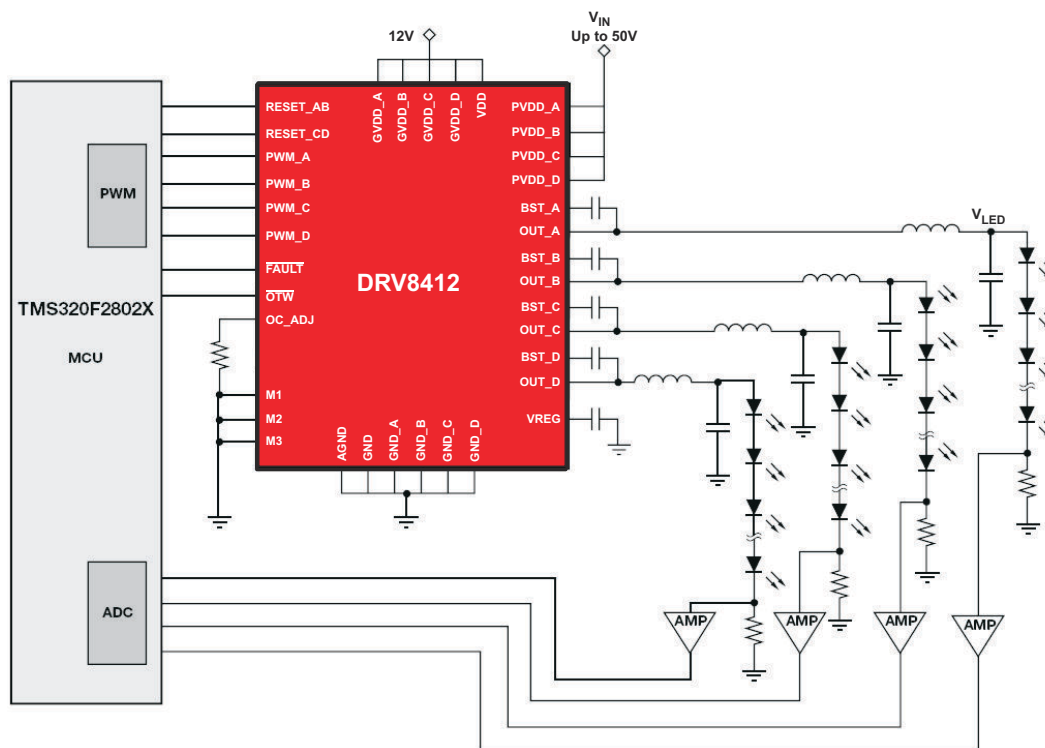 V_IN
12V
Up to 50V
GVDD_A
GVDD_B
GVDD_C
GVDD_D
VDD
RESET_AB
RESET_CD
PWM_A
PWM_B
PWM_C
PWM_D
FAULT
OTW
OC_ADJ
M1
M2
M3
PVDD_A
PVDD_B
PVDD_C
PVDD_D
BST_A
OUT_A
BST_B
OUT_B
BST_C
OUT_C
BST_D
OUT_D
VREG
DRV8412
AGND
GND
GND_A
GND_B
GND_C
GND_D
PWM
TMS320F2802X
MCU
ADC
V_LED
AMP
AMP
AMP
AMP